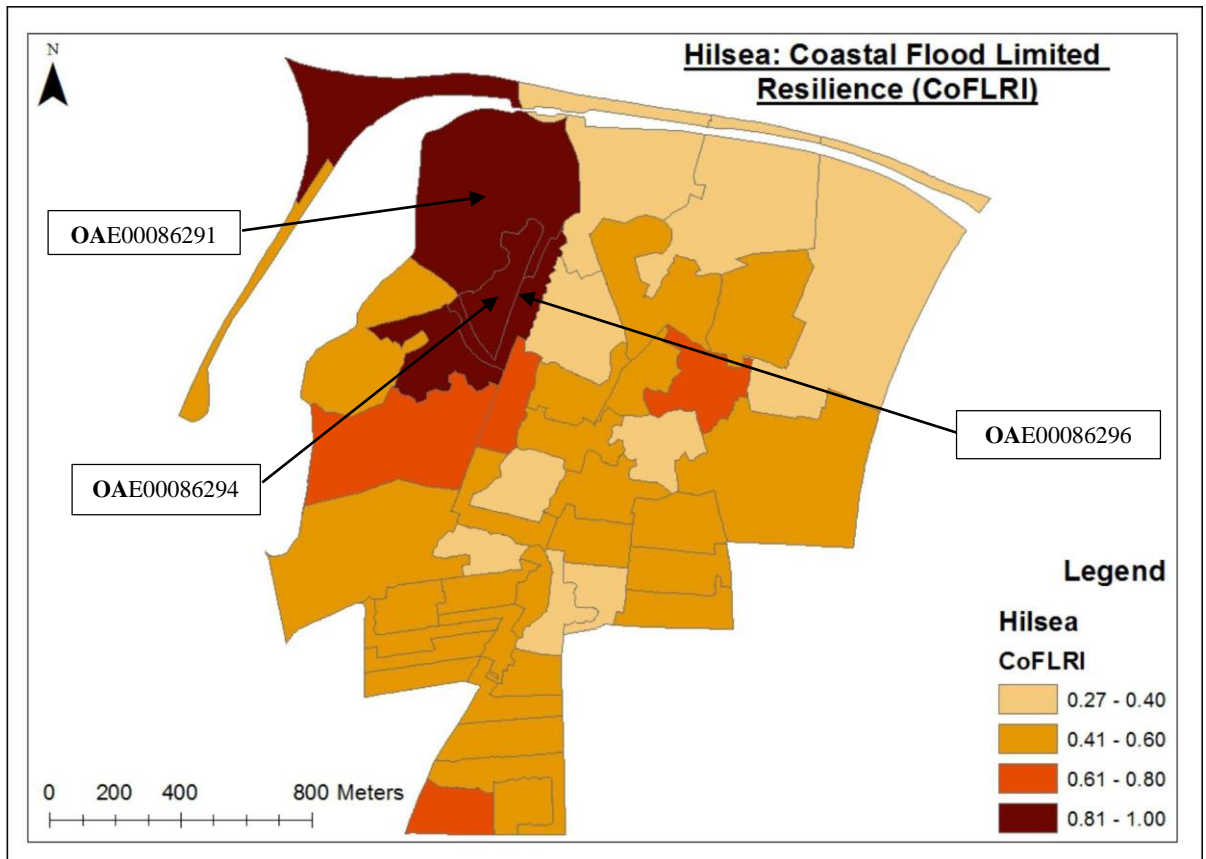 N
Hilsea: Coastal Flood Limited
Resilience (CoFLRI)
OAE00086291
OAE00086296
OAE00086294
Legend
Hilsea
CoFLRI
0.27 - 0.40
0.41 - 0.60
0.61 - 0.80
0.81 - 1.00
0 200 400 800 Meters